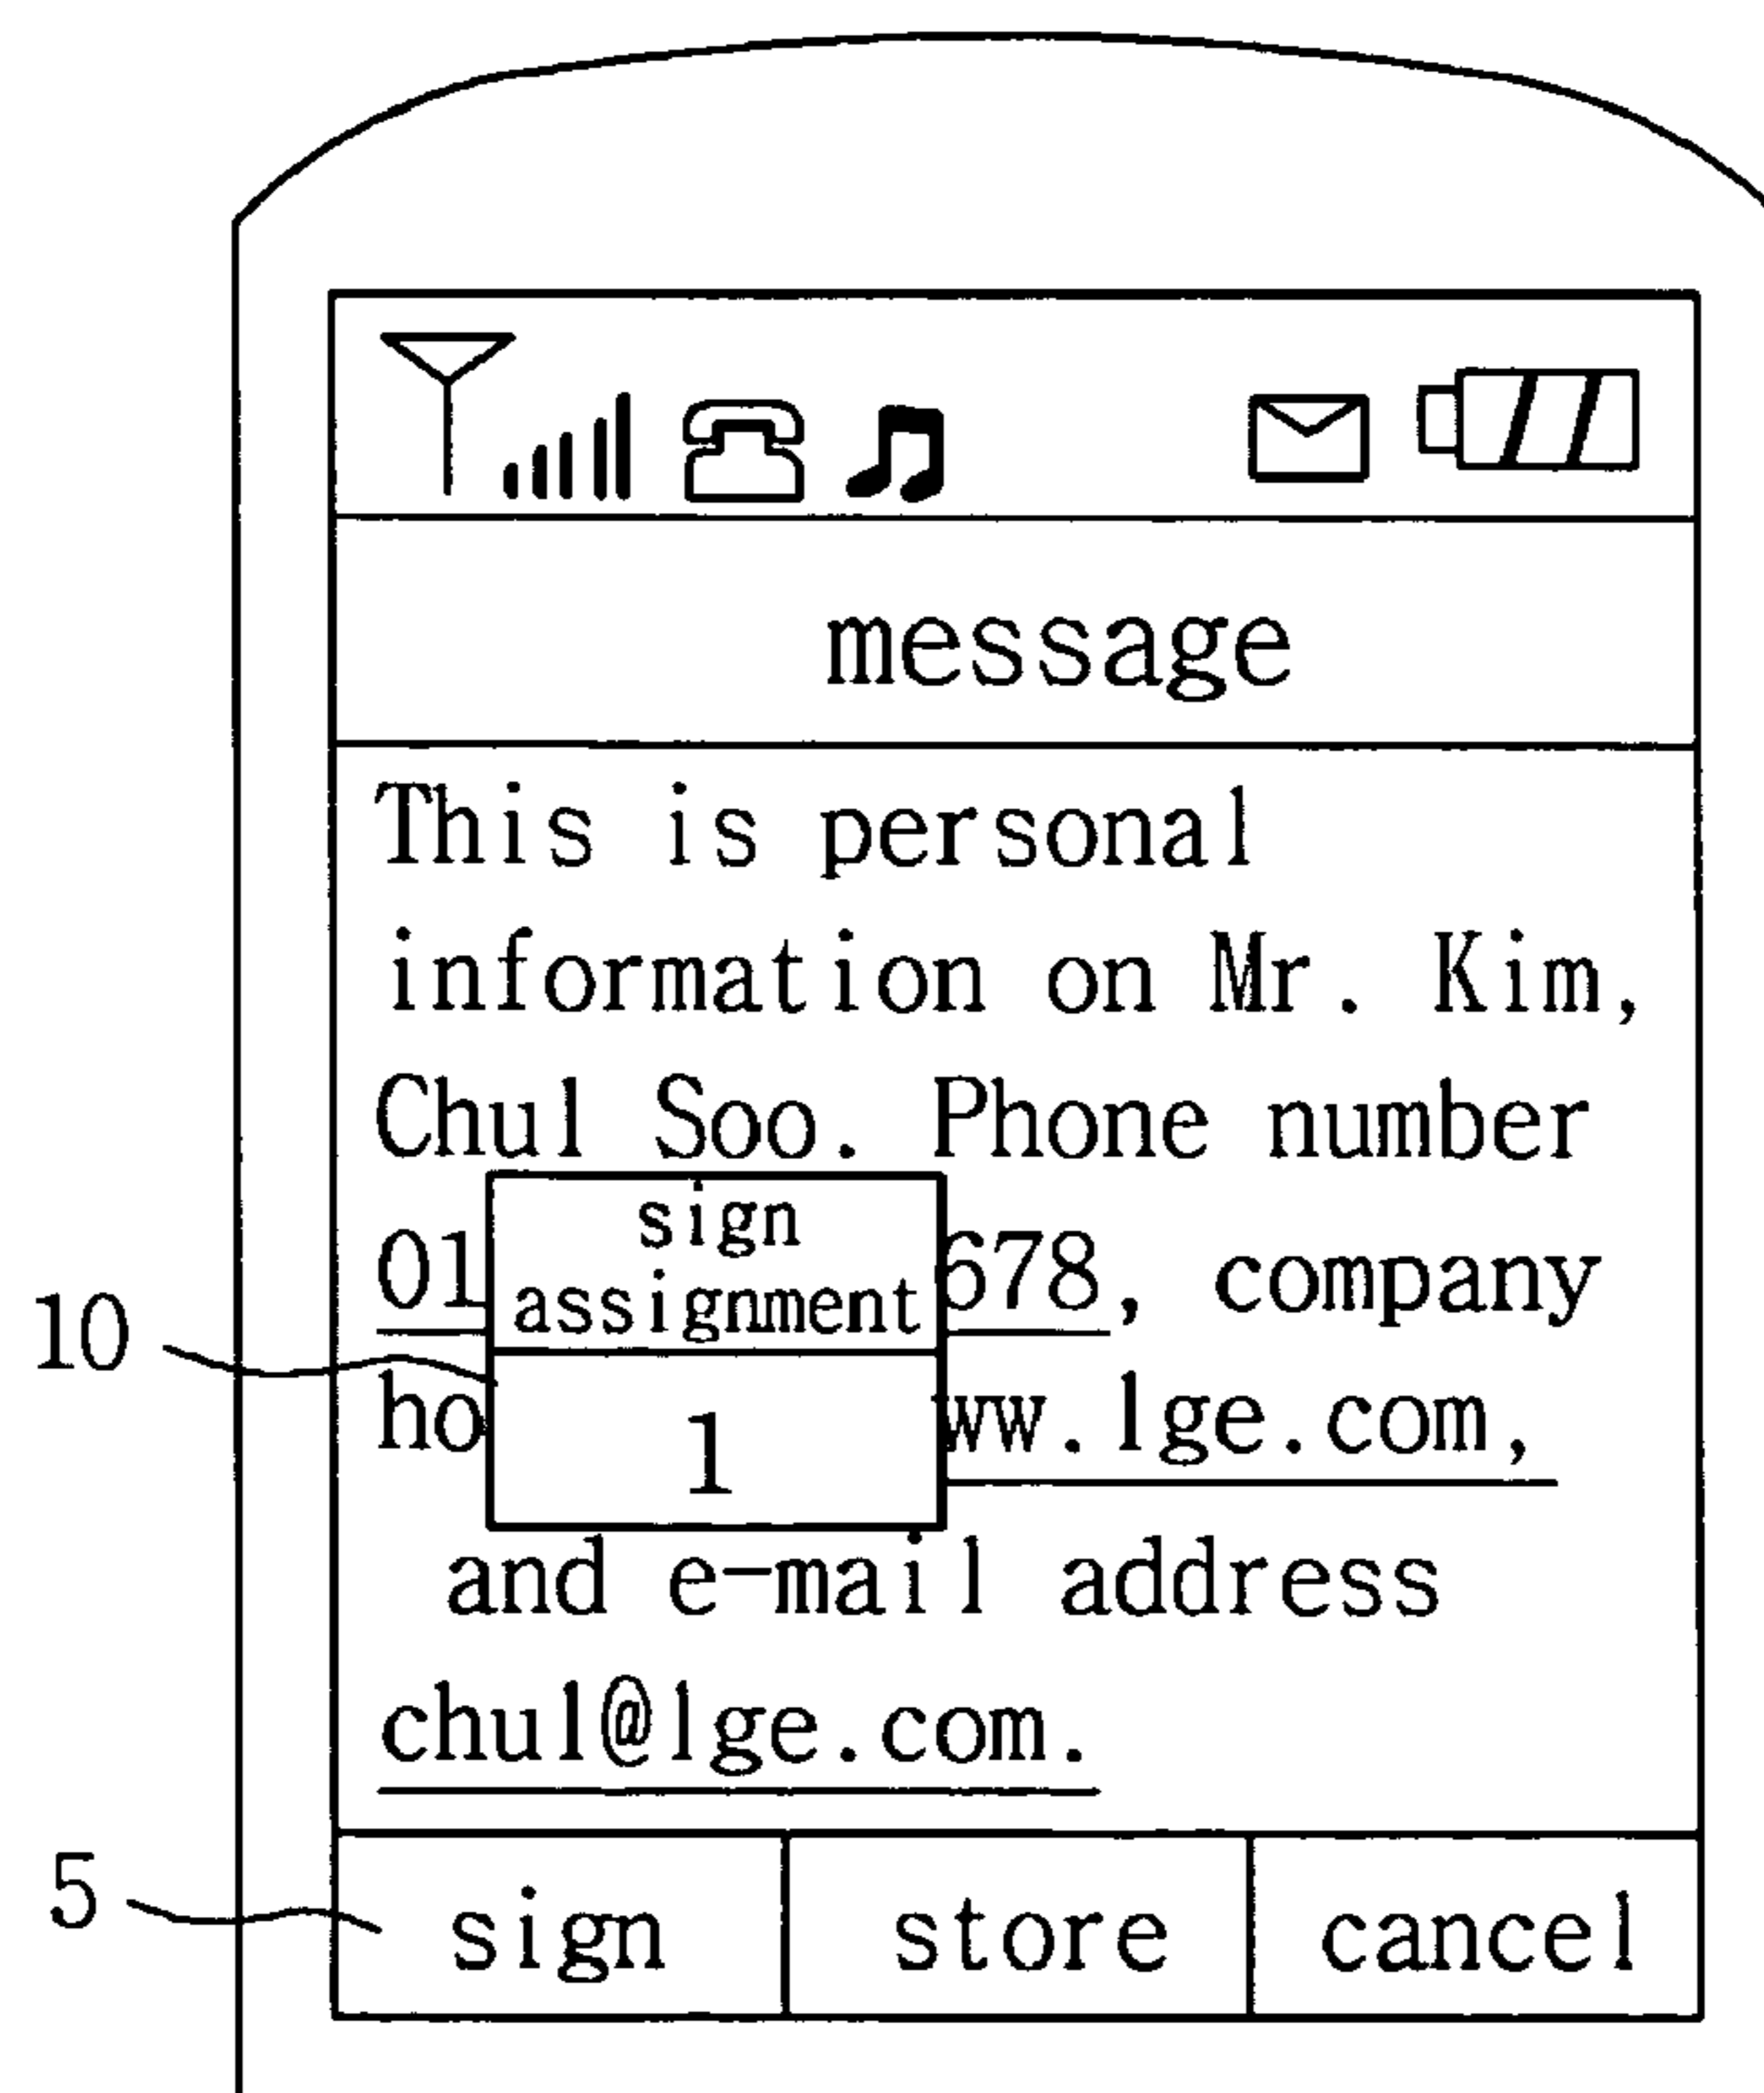 message
This is personal
information on Mr. Kim,
Chul Soo. Phone number
sign
assignment
01 678, company
10
ho ww.lge.com,
1
and e-mail address
chul@lge.com.
5
sign store cancel